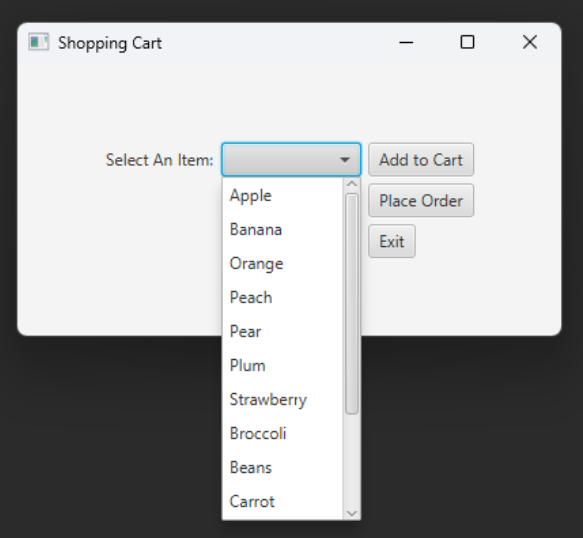 Shopping Cart
Select An Item:
Add to Cart
Place Order
Exit
Apple
Banana
Orange
Peach
Pear
Plum
Strawberry
Broccoli
Beans
Carrot